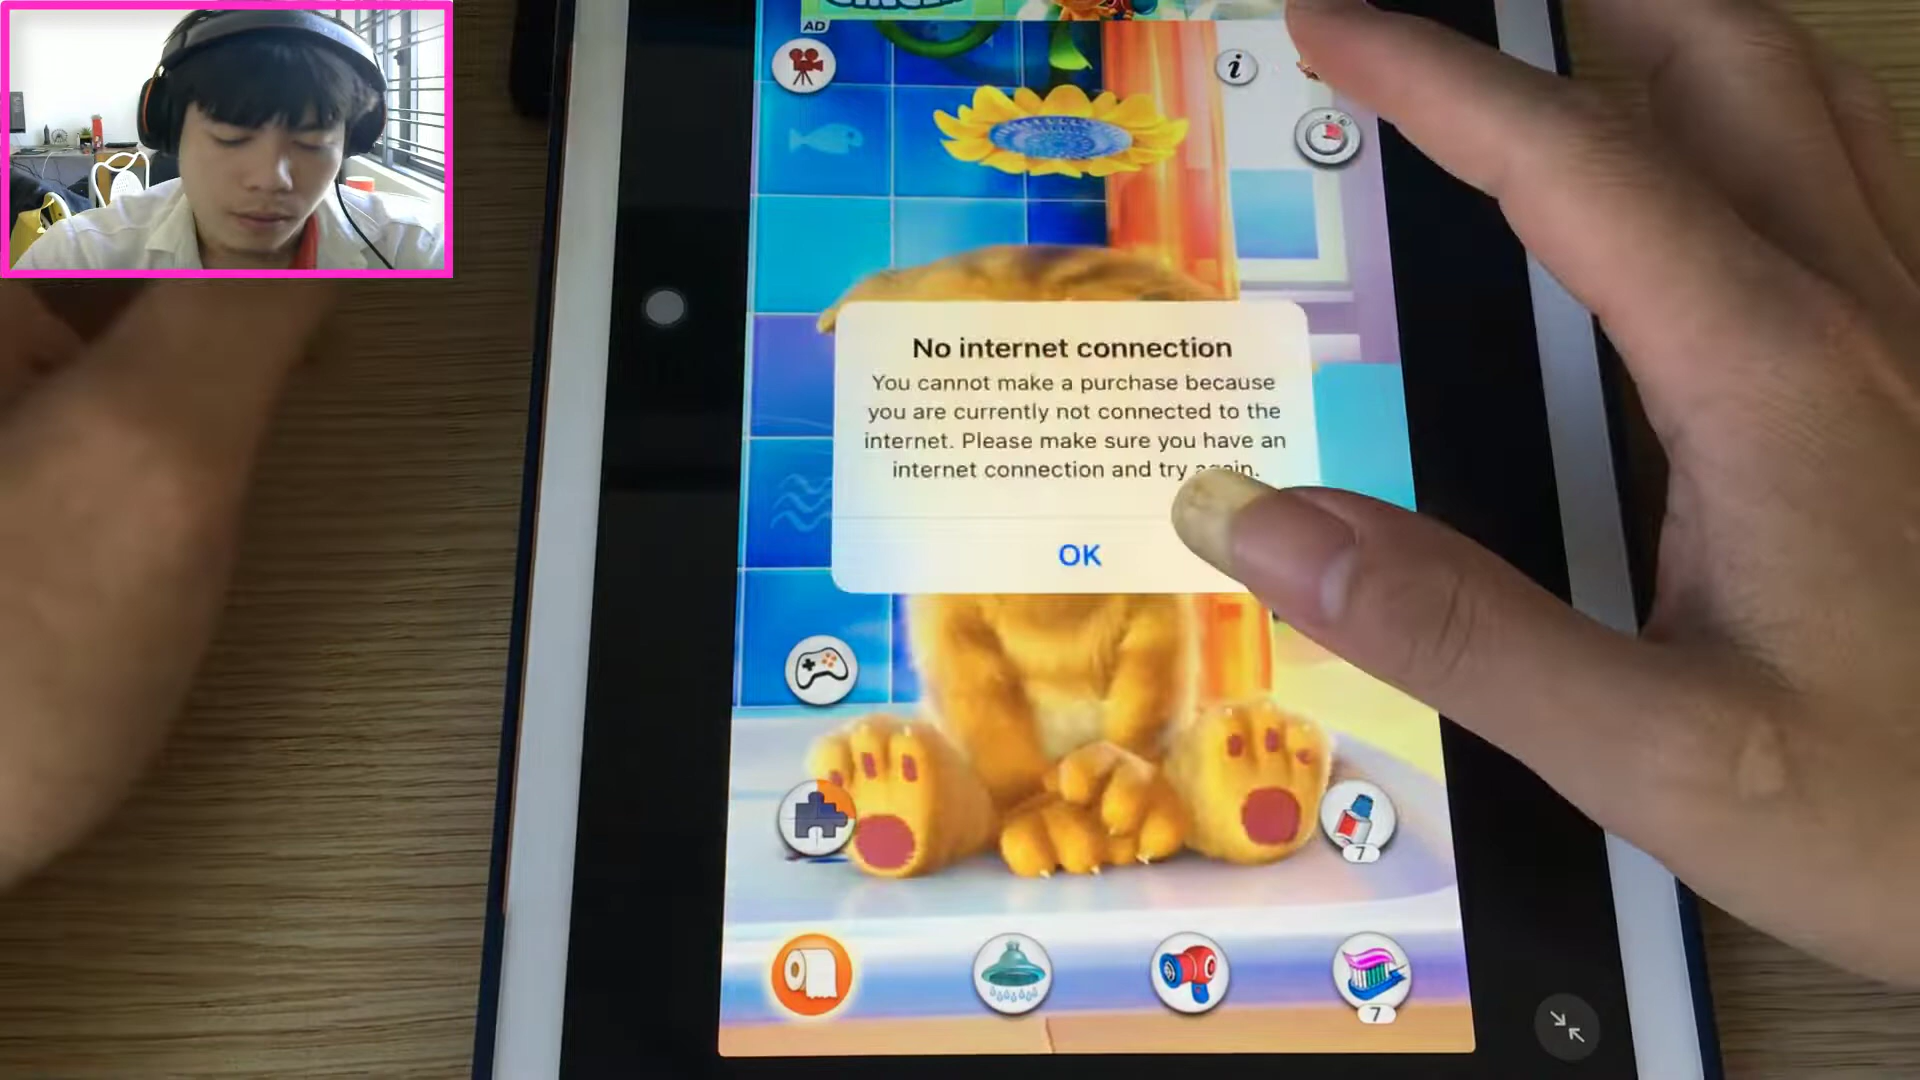 AD
i
No internet connection
You cannot make a purchase because
you are currently not connected to the
internet. Please make sure you have an
internet connection and try again.
OK
7
7